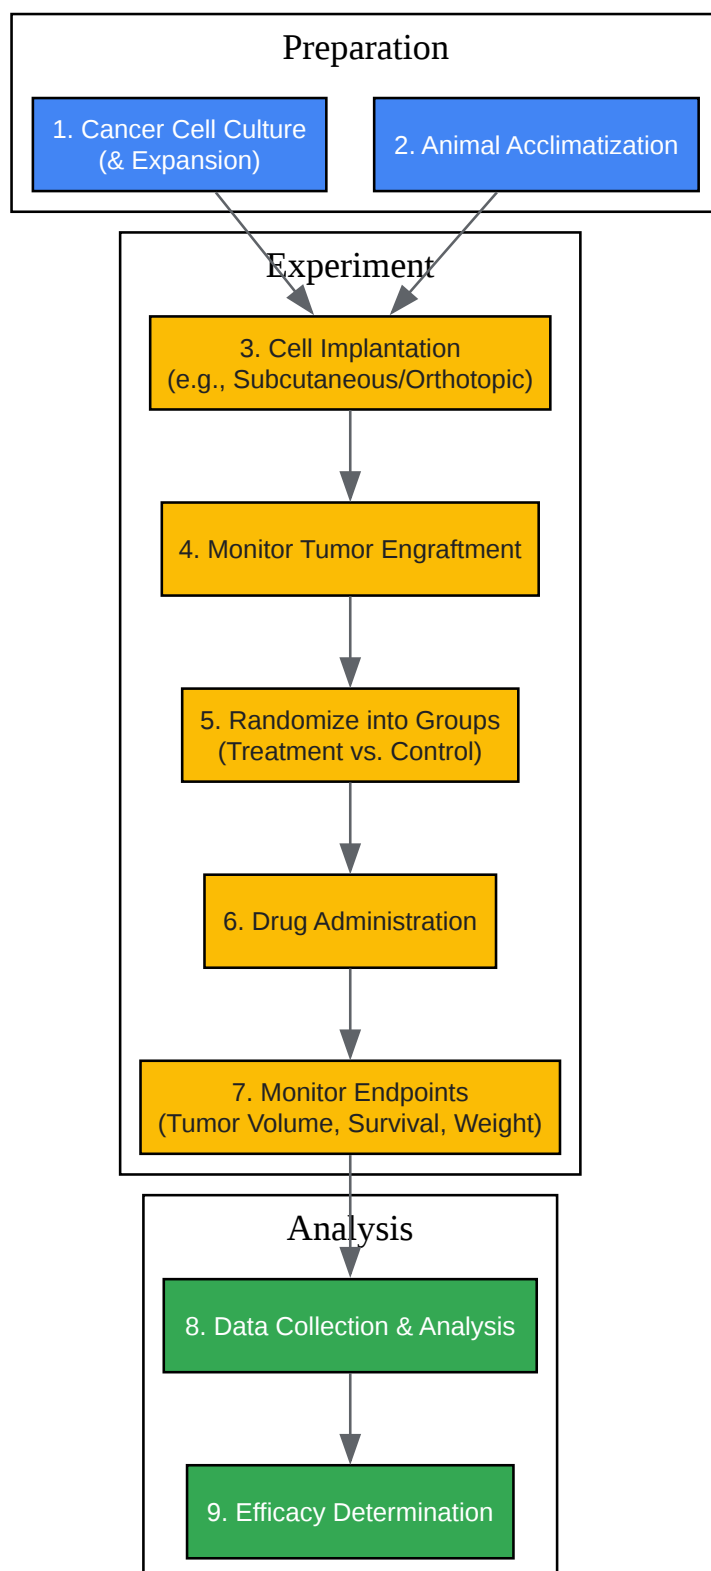 Preparation
1. Cancer Cell Culture
(& Expansion)
2. Animal Acclimatization
Experiment
3. Cell Implantation
(e.g., Subcutaneous/Orthotopic)
4. Monitor Tumor Engraftment
5. Randomize into Groups
(Treatment vs. Control)
6. Drug Administration
7. Monitor Endpoints
(Tumor Volume, Survival, Weight)
Analysis
8. Data Collection & Analysis
9. Efficacy Determination